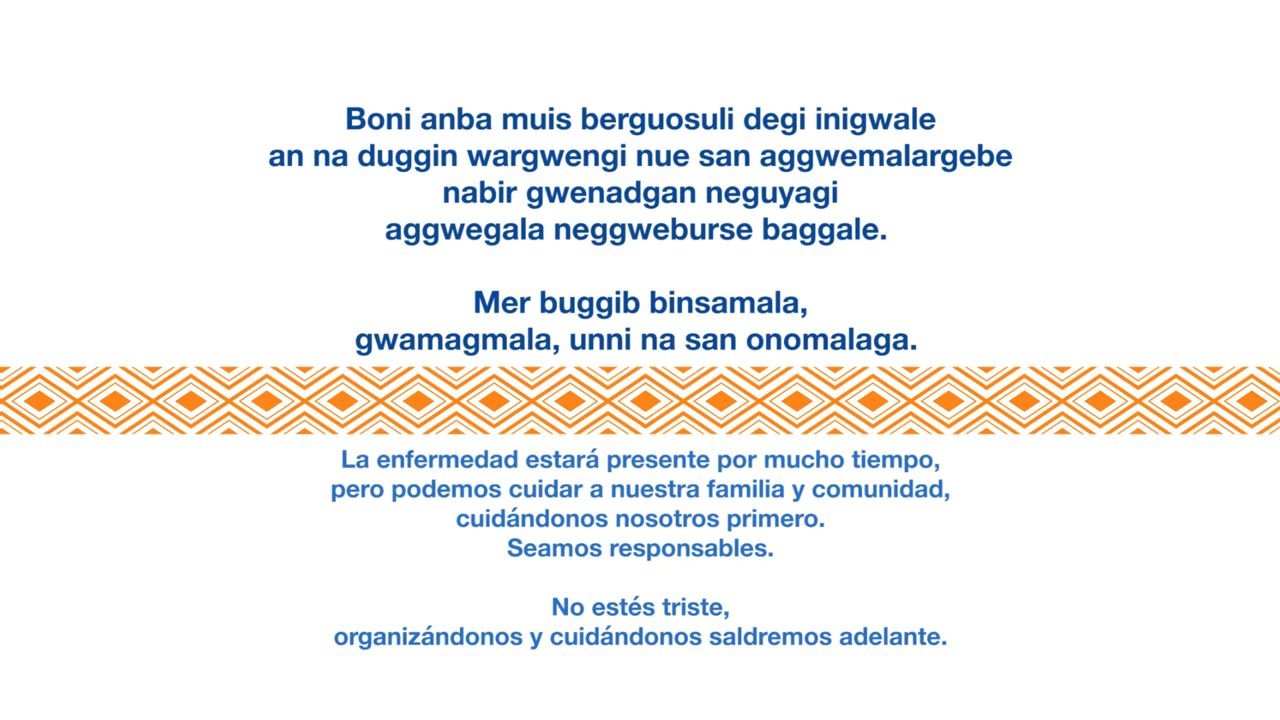 Boni anba muis berguosuli degi inigwale
an na duggin wargwengi nue san aggwemalargebe
nabir gwenadgan neguyagi
aggwegala neggweburse baggale.
Mer buggib binsamala,
gwamagmala, unni na san onomalaga.
La enfermedad estará presente por mucho tiempo,
pero podemos cuidar a nuestra familia y comunidad,
cuidándonos nosotros primero.
Seamos responsables.
No estés triste,
organizándonos y cuidándonos saldremos adelante.